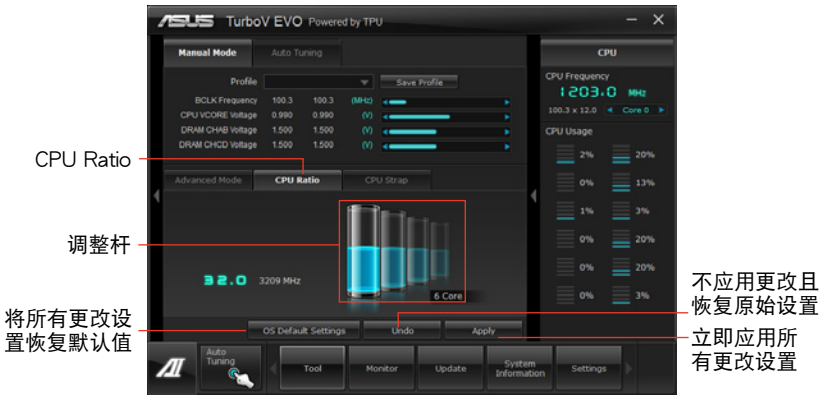 ASUS TurboV EVO Powered by TPU
Manual Mode Auto Tuning
Profile Save Profile
BCLK Frequency 100.3 100.3 (MHz)
CPU VCORE Voltage 0.990 0.990 (V)
DRAM CHAB Voltage 1.500 1.500 (V)
DRAM CHCD Voltage 1.500 1.500 (V)
CPU Ratio
Advanced Mode CPU Ratio CPU Strap
调整杆
32.0 3209 MHz
6 Core
将所有更改设
置恢复默认值
OS Default Settings Undo Apply
Auto
Tuning
Tool Monitor Update System
Information Settings
CPU
CPU Frequency
1203.0 MHz
100.3 x 12.0 Core 0
CPU Usage
2% 20%
0% 13%
1% 3%
0% 20%
0% 20%
0% 3%
不应用更改且
恢复原始设置
立即应用所
有更改设置